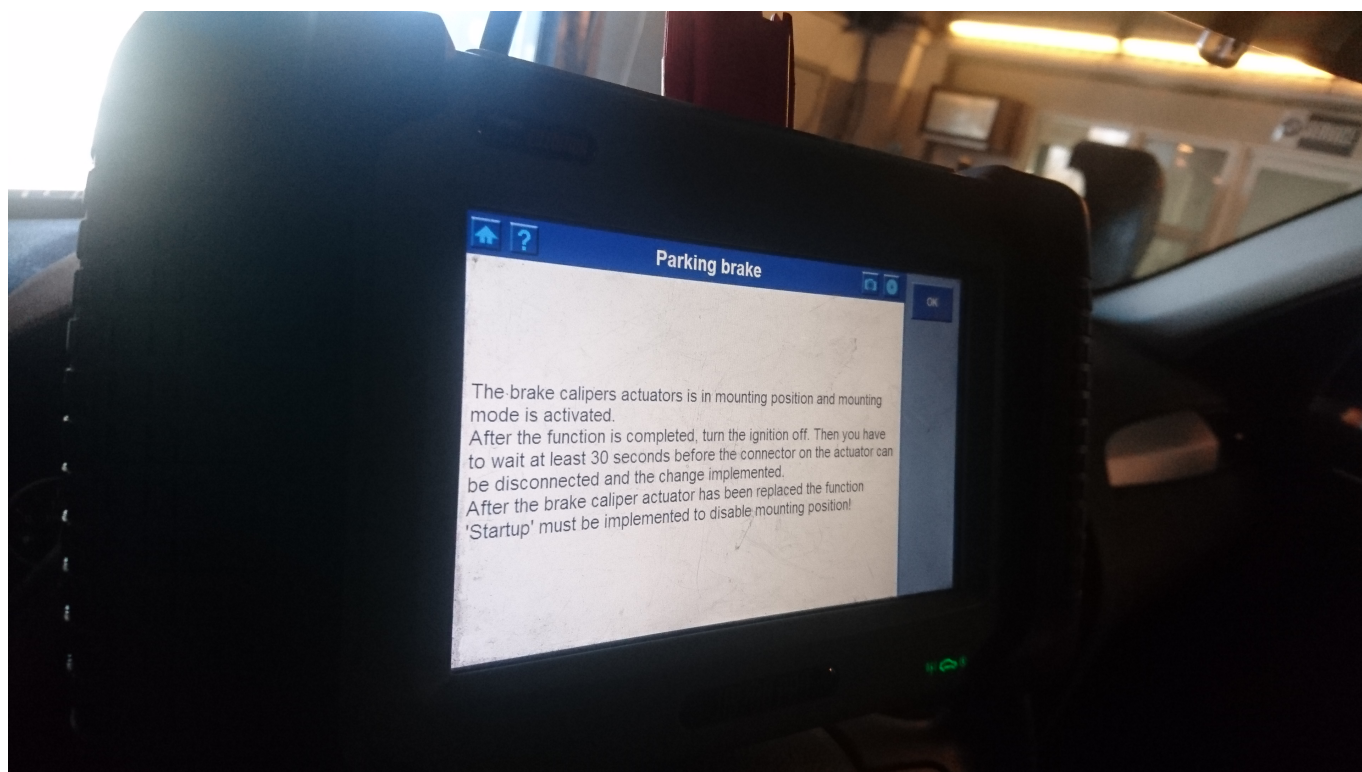 ?
Parking brake
OK
The brake calipers actuators is in mounting position and mounting
mode is activated.
After the function is completed, turn the ignition off. Then you have
to wait at least 30 seconds before the connector on the actuator can
be disconnected and the change implemented.
After the brake caliper actuator has been replaced the function
'Startup' must be implemented to disable mounting position!